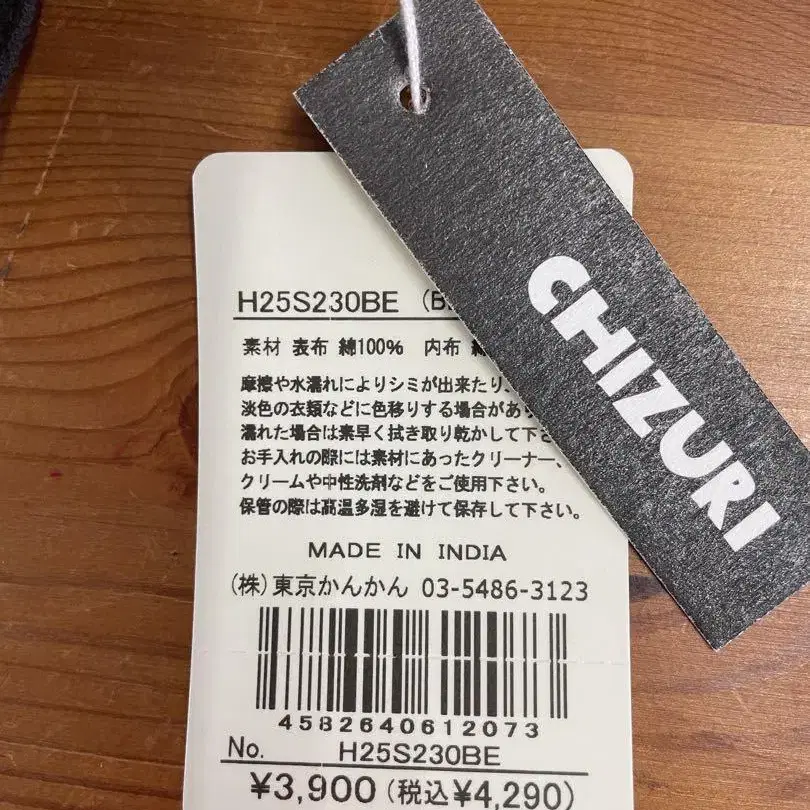 CHIZURI
H25S230BE (B
素材 表布 綿100% 内布
摩擦や水濡れによりシミが出来たり
淡色の衣類などに色移りする場合があ
濡れた場合は素早く拭き取り乾かして下さ
お手入れの際には素材にあったクリーナー、
クリームや中性洗剤などをご使用下さい。
保管の際は高温多湿を避けて保存して下さい。
MADE IN INDIA
(株)東京かんかん 03-5486-3123
4582640612073
No. H25S230BE
¥3,900 (税込¥4,290)